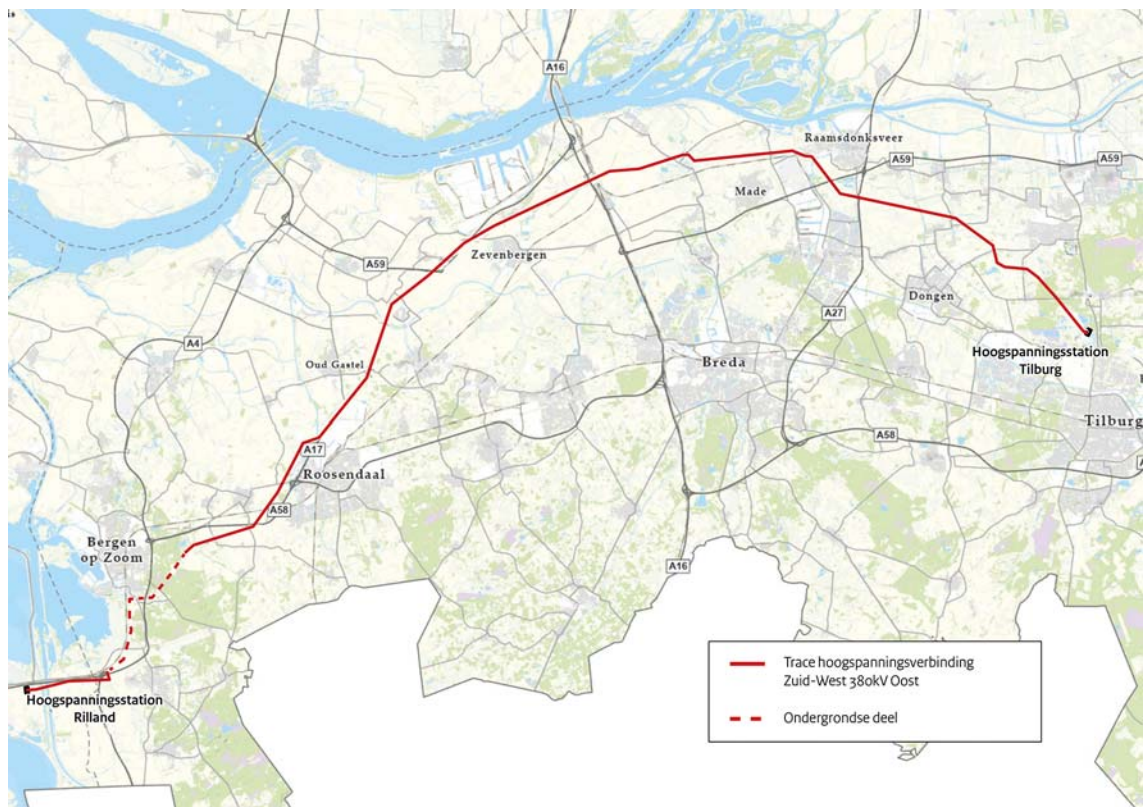 A16
Raamsdonksveer
A59
A59
Made
Zevenbergen
A59
Dongen
A27
A4
Hoogspanningsstation
Tilburg
Oud Gastel
Breda
Tilburg
A17
A58
Roosendaal
A58
Bergen
op Zoom
A16
Trace hoogspanningsverbinding
Zuid-West 380kV Oost
Hoogspanningsstation
Rilland
Ondergrondse deel